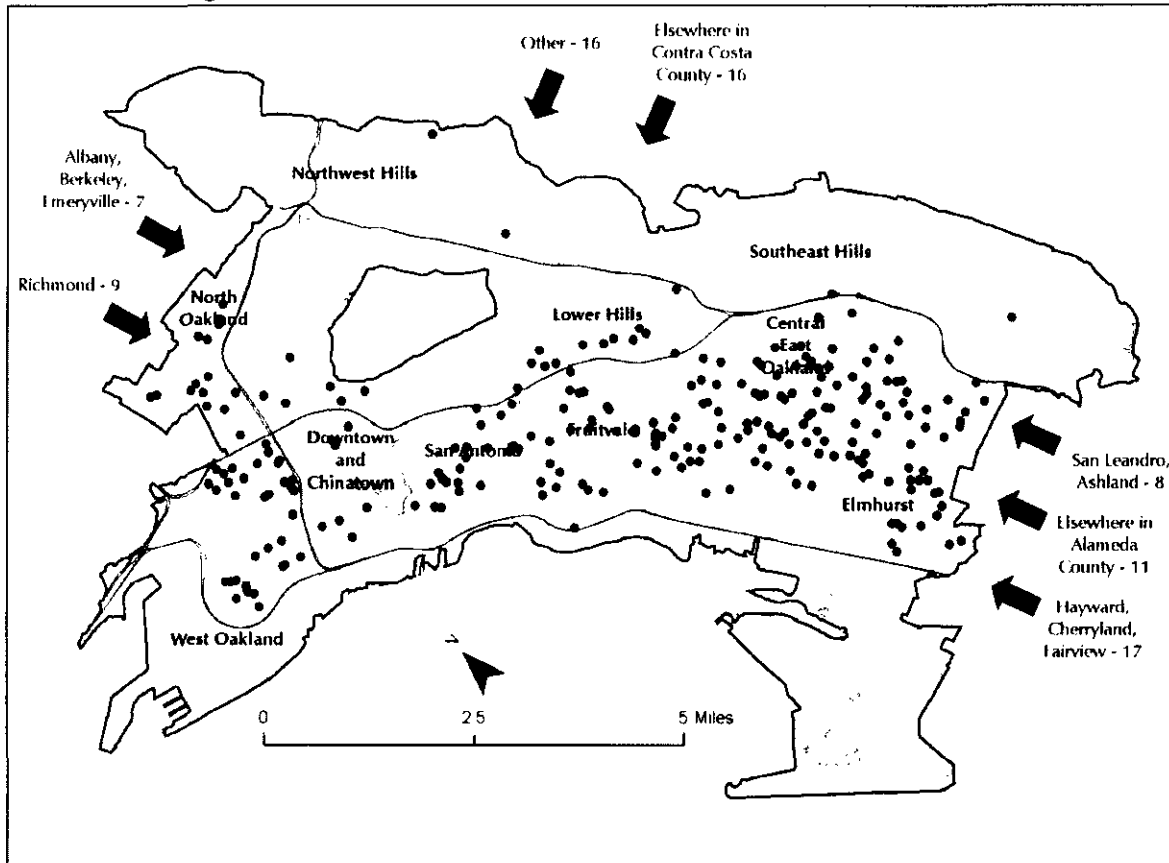 Other - 16
Elsewhere in
Contra Costa
County - 16
Albany,
Berkeley,
Emeryville - 7
Northwest Hills
Southeast Hills
Richmond - 9
North
Oakland
Lower Hills
Central
East
Oakland
Downtown
and
Chinatown
San Antonio
Fruitvale
Elmhurst
San Leandro,
Ashland - 8
Elsewhere in
Alameda
County - 11
Hayward,
Cherryland,
Fairview - 17
West Oakland
0 2.5 5 Miles